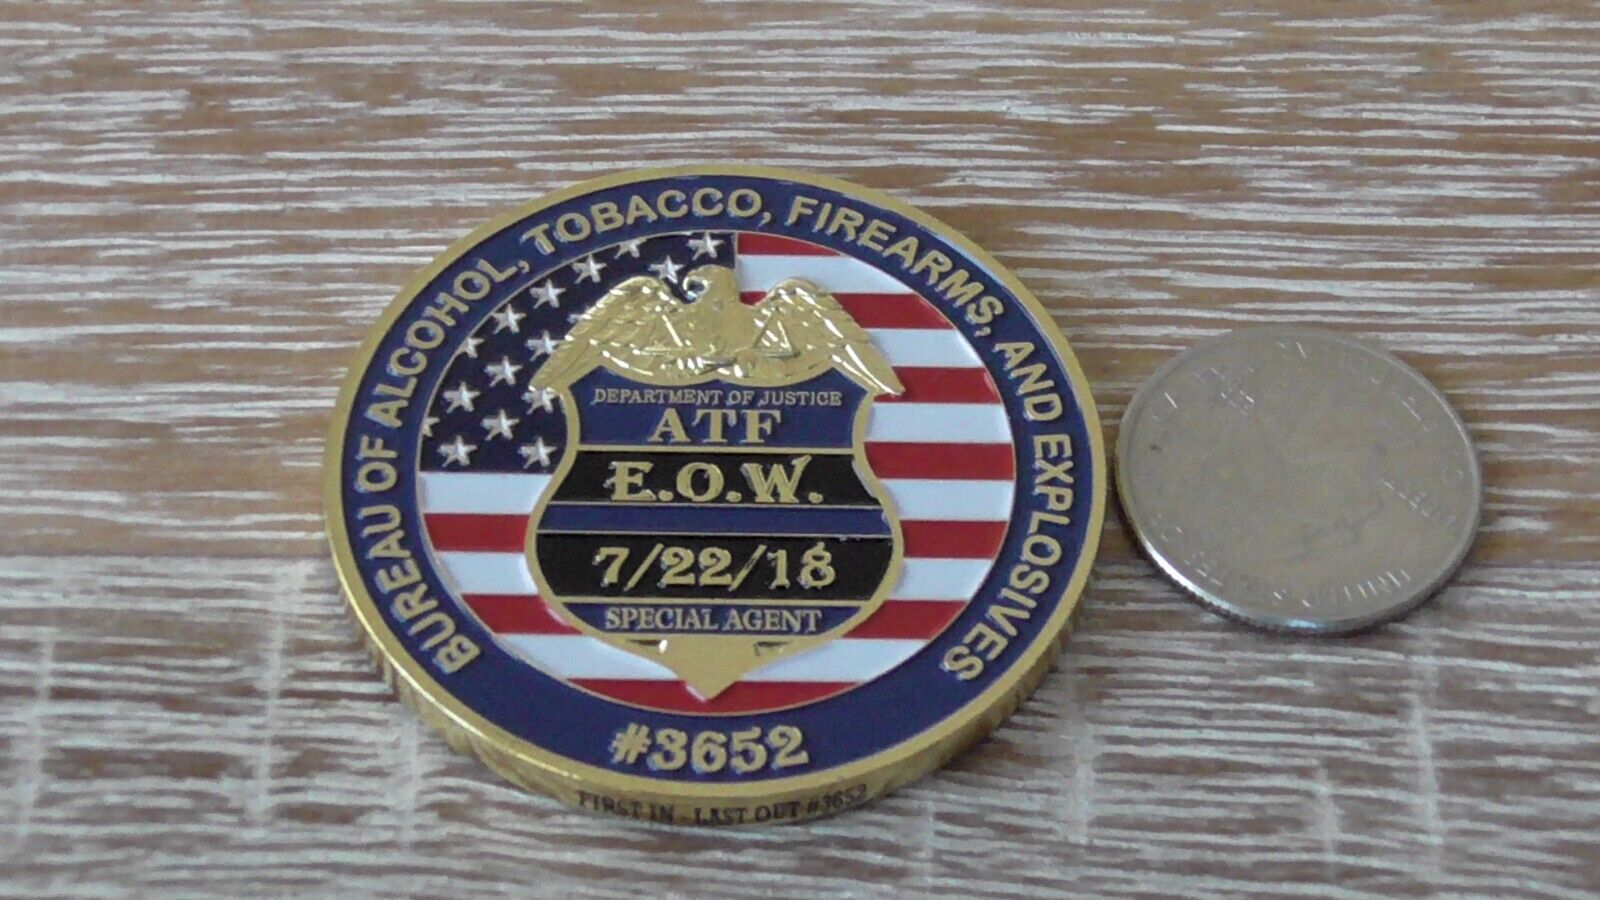 BUREAU OF ALCOHOL, TOBACCO, FIREARMS, AND EXPLOSIVES
DEPARTMENT OF JUSTICE
ATF
E.O.W.
7/22/18
SPECIAL AGENT
#3652
FIRST IN - LAST OUT #3652